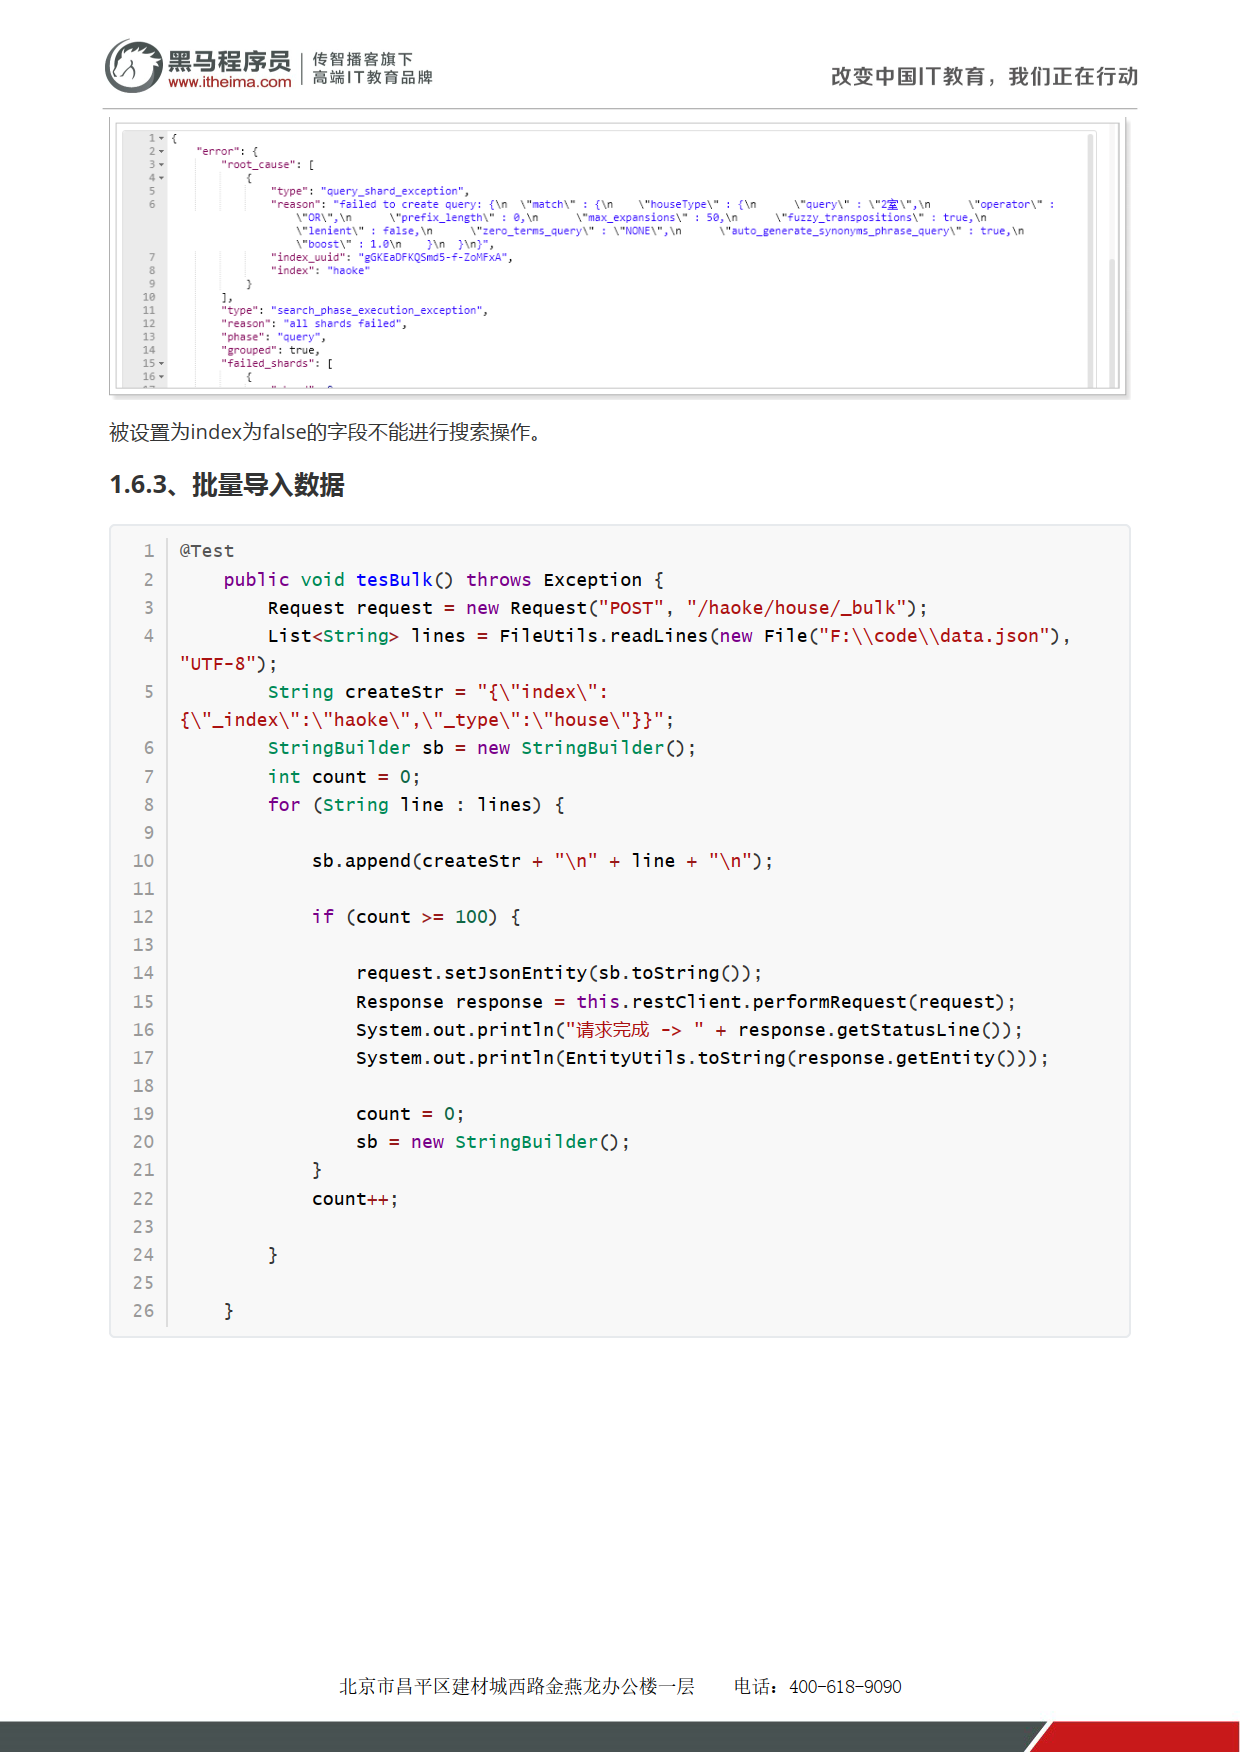 黑马程序员
www.itheima.com
传智播客旗下
高端IT教育品牌
改变中国IT教育，我们正在行动
1 {
2 "error": {
3 "root_cause": [
4 {
5 "type": "query_shard_exception",
6 "reason": "failed to create query: {\n  \"match\" : {\n    \"houseType\" : {\n      \"query\" : \"2室\",\n      \"operator\" :
\"OR\",\n      \"prefix_length\" : 0,\n      \"max_expansions\" : 50,\n      \"fuzzy_transpositions\" : true,\n
\"lenient\" : false,\n      \"zero_terms_query\" : \"NONE\",\n      \"auto_generate_synonyms_phrase_query\" : true,\n
\"boost\" : 1.0\n    }\n  }\n}",
7 "index_uuid": "gGKEaDFKQSmd5-f-ZoMFxA",
8 "index": "haoke"
9 }
10 ],
11 "type": "search_phase_execution_exception",
12 "reason": "all shards failed",
13 "phase": "query",
14 "grouped": true,
15 "failed_shards": [
16 {
被设置为index为false的字段不能进行搜索操作。
1.6.3、批量导入数据
1 @Test
2 public void tesBulk() throws Exception {
3 Request request = new Request("POST", "/haoke/house/_bulk");
4 List<String> lines = FileUtils.readLines(new File("F:\\code\\data.json"),
"UTF-8");
5 String createStr = "{\"index\":
{\"_index\":\"haoke\",\"_type\":\"house\"}}";
6 StringBuilder sb = new StringBuilder();
7 int count = 0;
8 for (String line : lines) {
9
10 sb.append(createStr + "\n" + line + "\n");
11
12 if (count >= 100) {
13
14 request.setJsonEntity(sb.toString());
15 Response response = this.restClient.performRequest(request);
16 System.out.println("请求完成 -> " + response.getStatusLine());
17 System.out.println(EntityUtils.toString(response.getEntity()));
18
19 count = 0;
20 sb = new StringBuilder();
21 }
22 count++;
23
24 }
25
26 }
北京市昌平区建材城西路金燕龙办公楼一层 电话：400-618-9090